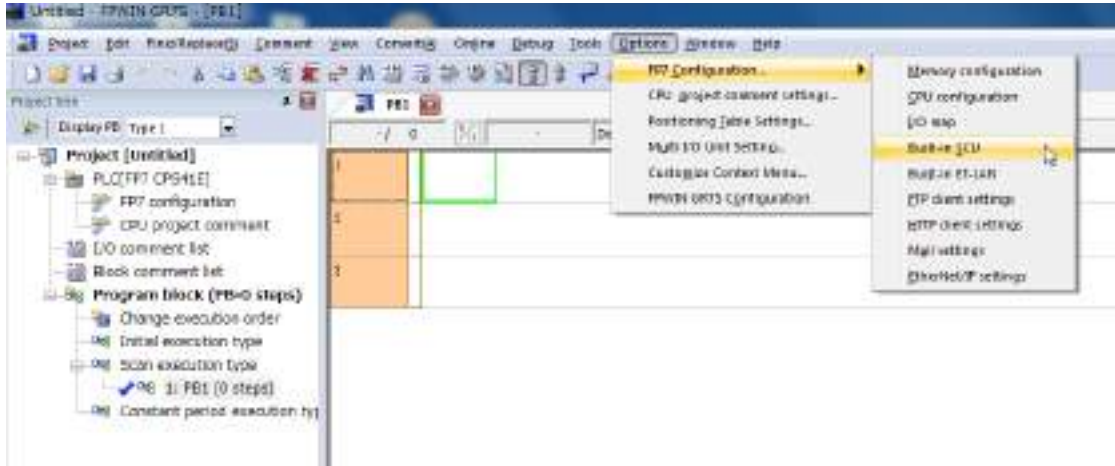 Untitled - FPWIN GR7S - [PB1]
Project Edit Find/Replace(S) Comment View Convert(A) Online Debug Tools Options Window Help
Project tree
Display PB Type 1
PB1
Project [Untitled]
PLC[FP7 CPS41E]
FP7 configuration
CPU project comment
I/O comment list
Block comment list
Program block (PB=0 steps)
Change execution order
Initial execution type
Scan execution type
1: PB1 (0 steps)
Constant period execution typ
1
2
3
FP7 Configuration...
CPU project comment settings...
Positioning Table Settings...
Multi I/O Unit Setting...
Customize Context Menu...
FPWIN GR7S Configuration
Memory configuration
CPU configuration
I/O map
Built-in SCU
Built-in ET-LAN
FTP client settings
HTTP client settings
Mail settings
EtherNet/IP settings